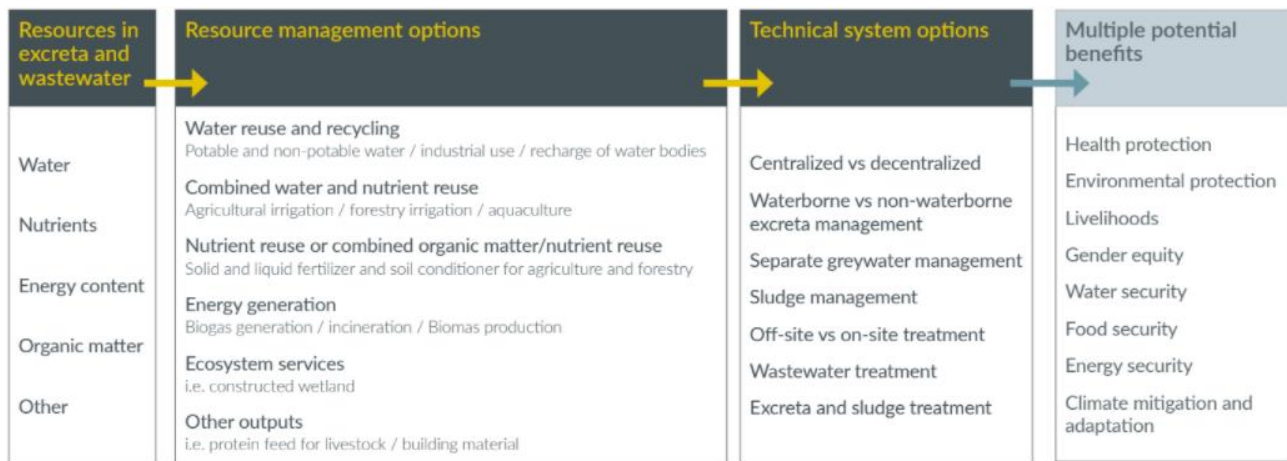 Resources in
excreta and
wastewater
Water
Nutrients
Energy content
Organic matter
Other
Resource management options
Water reuse and recycling
Potable and non-potable water / industrial use / recharge of water bodies
Combined water and nutrient reuse
Agricultural irrigation / forestry irrigation / aquaculture
Nutrient reuse or combined organic matter/nutrient reuse
Solid and liquid fertilizer and soil conditioner for agriculture and forestry
Energy generation
Biogas generation / incineration / Biomas production
Ecosystem services
i.e. constructed wetland
Other outputs
i.e. protein feed for livestock / building material
Technical system options
Centralized vs decentralized
Waterborne vs non-waterborne
excreta management
Separate greywater management
Sludge management
Off-site vs on-site treatment
Wastewater treatment
Excreta and sludge treatment
Multiple potential
benefits
Health protection
Environmental protection
Livelihoods
Gender equity
Water security
Food security
Energy security
Climate mitigation and
adaptation